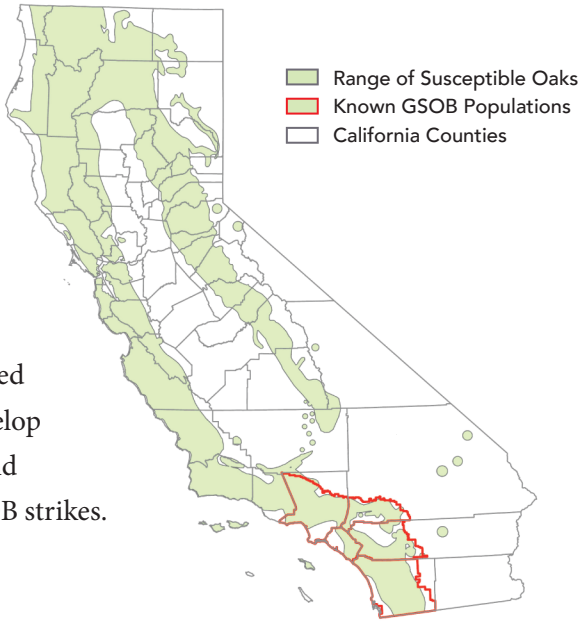 Range of Susceptible Oaks
Known GSOB Populations
California Counties
ed
elop
d
B strikes.